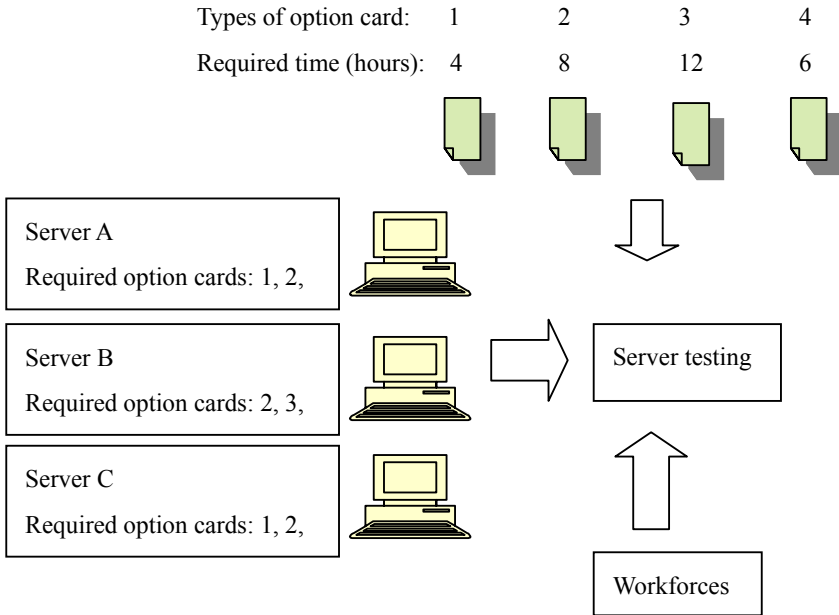 Types of option card: 1 2 3 4
Required time (hours): 4 8 12 6
Server A
Required option cards: 1, 2,
Server B
Required option cards: 2, 3,
Server testing
Server C
Required option cards: 1, 2,
Workforces